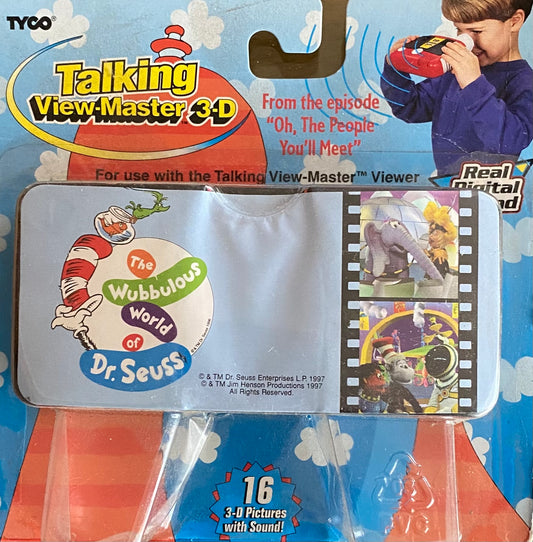 TYCO®
Talking
View-Master® 3-D
From the episode
"Oh, The People
You'll Meet"
For use with the Talking View-Master™ Viewer
Real
Digital
Sound
The
Wubbulous
World
of
Dr. Seuss
© & TM Dr. Seuss Enterprises L.P. 1997
© & TM Jim Henson Productions 1997
All Rights Reserved.
16
3-D Pictures
with Sound!